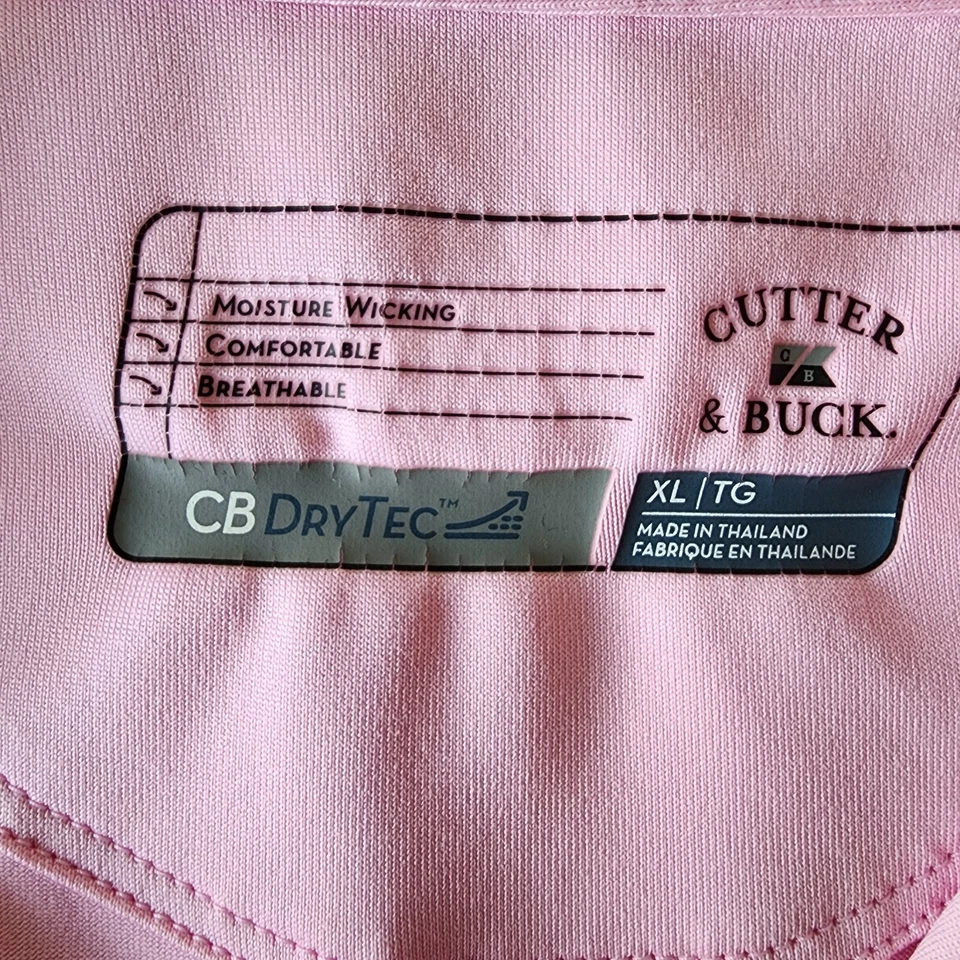 MOISTURE WICKING
COMFORTABLE
BREATHABLE
CUTTER
C
B
& BUCK.
CB DRYTEC™
XL | TG
MADE IN THAILAND
FABRIQUE EN THAILANDE